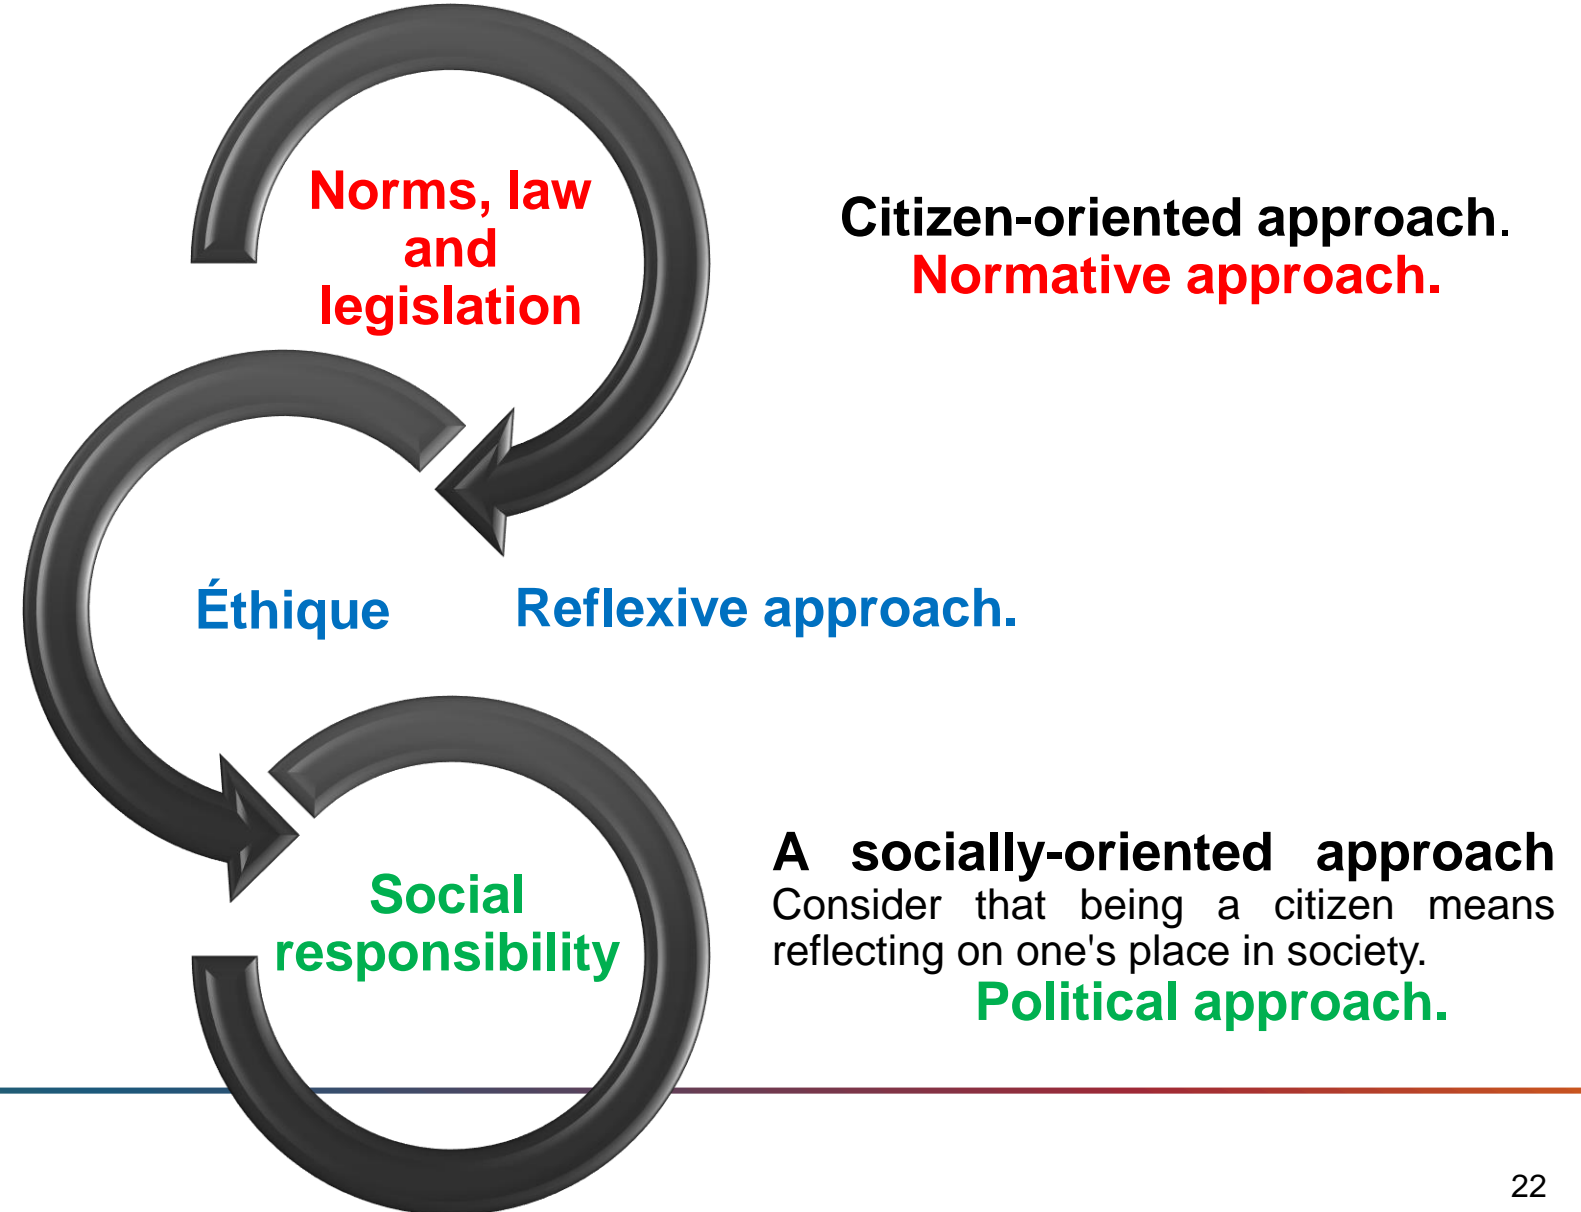 Norms, law
and
legislation
Citizen-oriented approach.
Normative approach.
Éthique
Reflexive approach.
Social
responsibility
A socially-oriented approach
Consider that being a citizen means
reflecting on one's place in society.
Political approach.
22